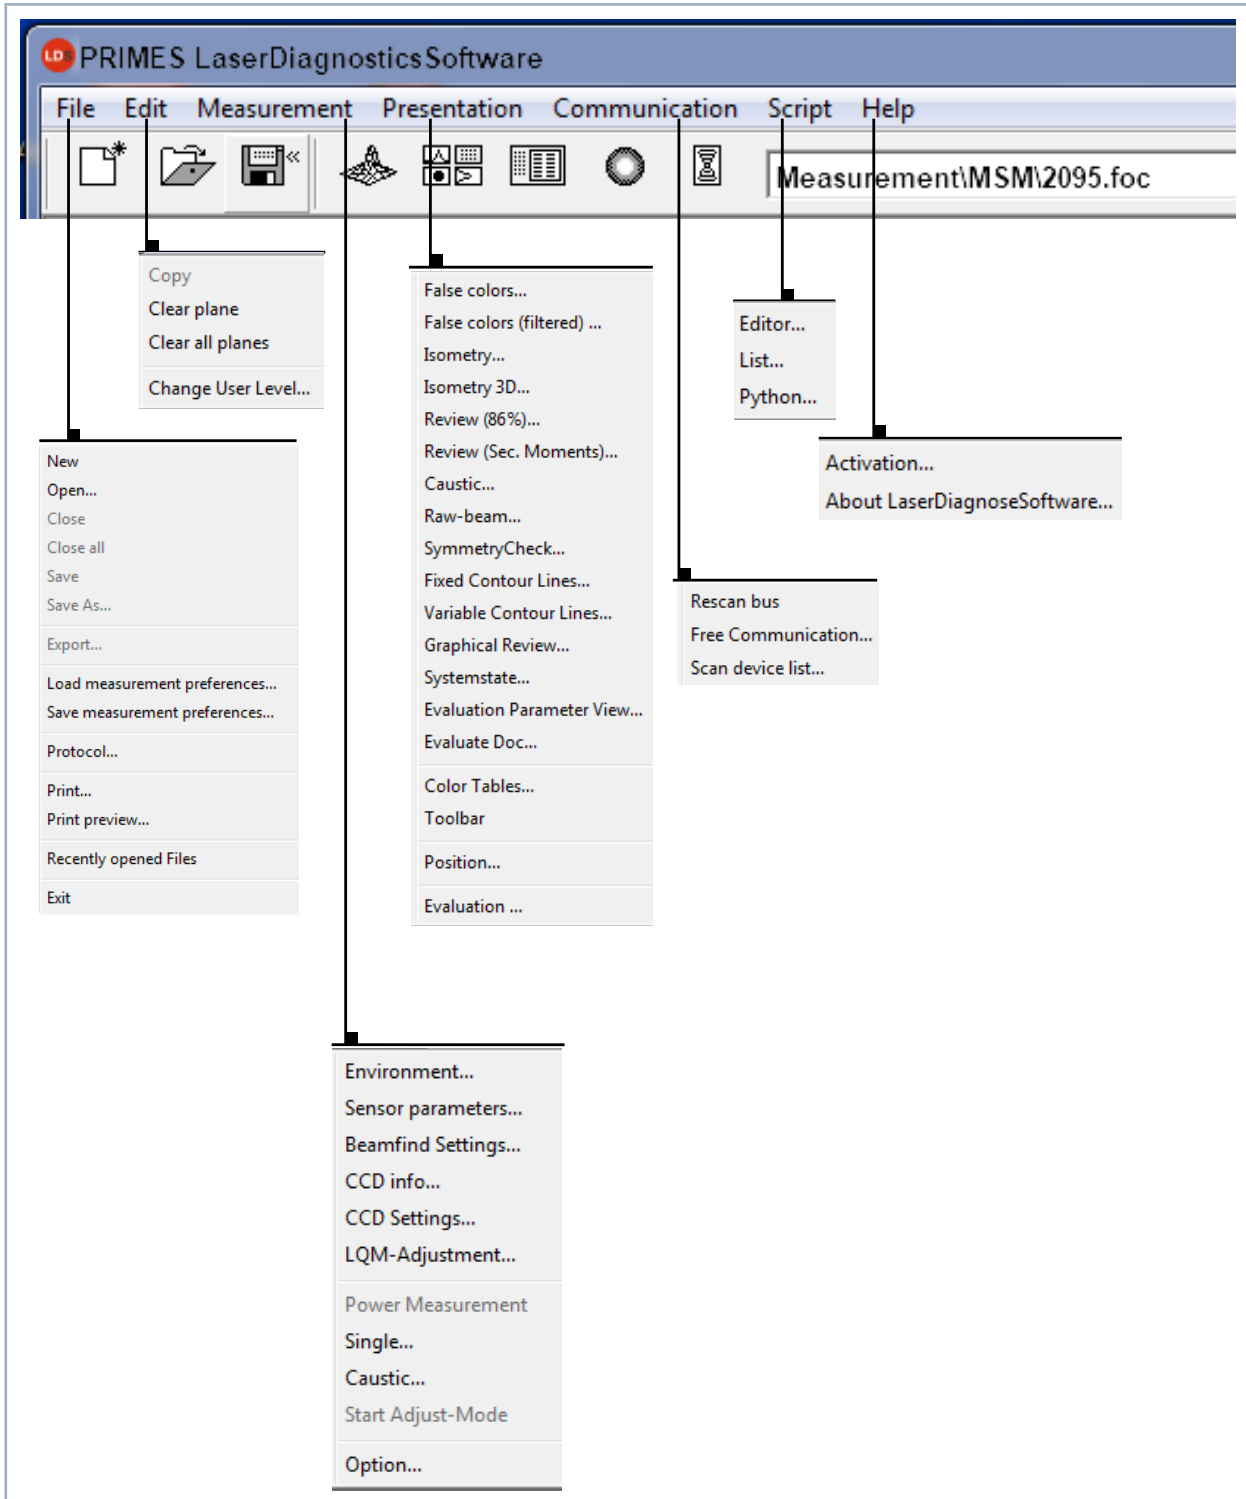 LDS PRIMES LaserDiagnosticsSoftware
File Edit Measurement Presentation Communication Script Help
Measurement\MSM\2095.foc
Copy
Clear plane
Clear all planes
Change User Level...
New
Open...
Close
Close all
Save
Save As...
Export...
Load measurement preferences...
Save measurement preferences...
Protocol...
Print...
Print preview...
Recently opened Files
Exit
False colors...
False colors (filtered) ...
Isometry...
Isometry 3D...
Review (86%)...
Review (Sec. Moments)...
Caustic...
Raw-beam...
SymmetryCheck...
Fixed Contour Lines...
Variable Contour Lines...
Graphical Review...
Systemstate...
Evaluation Parameter View...
Evaluate Doc...
Color Tables...
Toolbar
Position...
Evaluation ...
Editor...
List...
Python...
Activation...
About LaserDiagnoseSoftware...
Rescan bus
Free Communication...
Scan device list...
Environment...
Sensor parameters...
Beamfind Settings...
CCD info...
CCD Settings...
LQM-Adjustment...
Power Measurement
Single...
Caustic...
Start Adjust-Mode
Option...